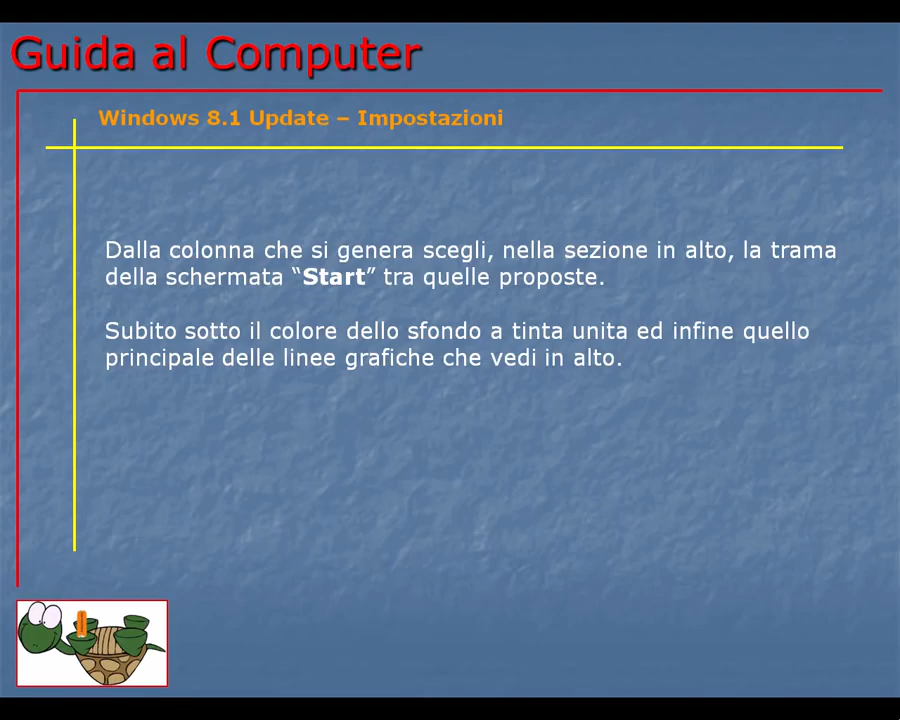 Guida al Computer
Windows 8.1 Update – Impostazioni
Dalla colonna che si genera scegli, nella sezione in alto, la trama
della schermata “Start” tra quelle proposte.
Subito sotto il colore dello sfondo a tinta unita ed infine quello
principale delle linee grafiche che vedi in alto.